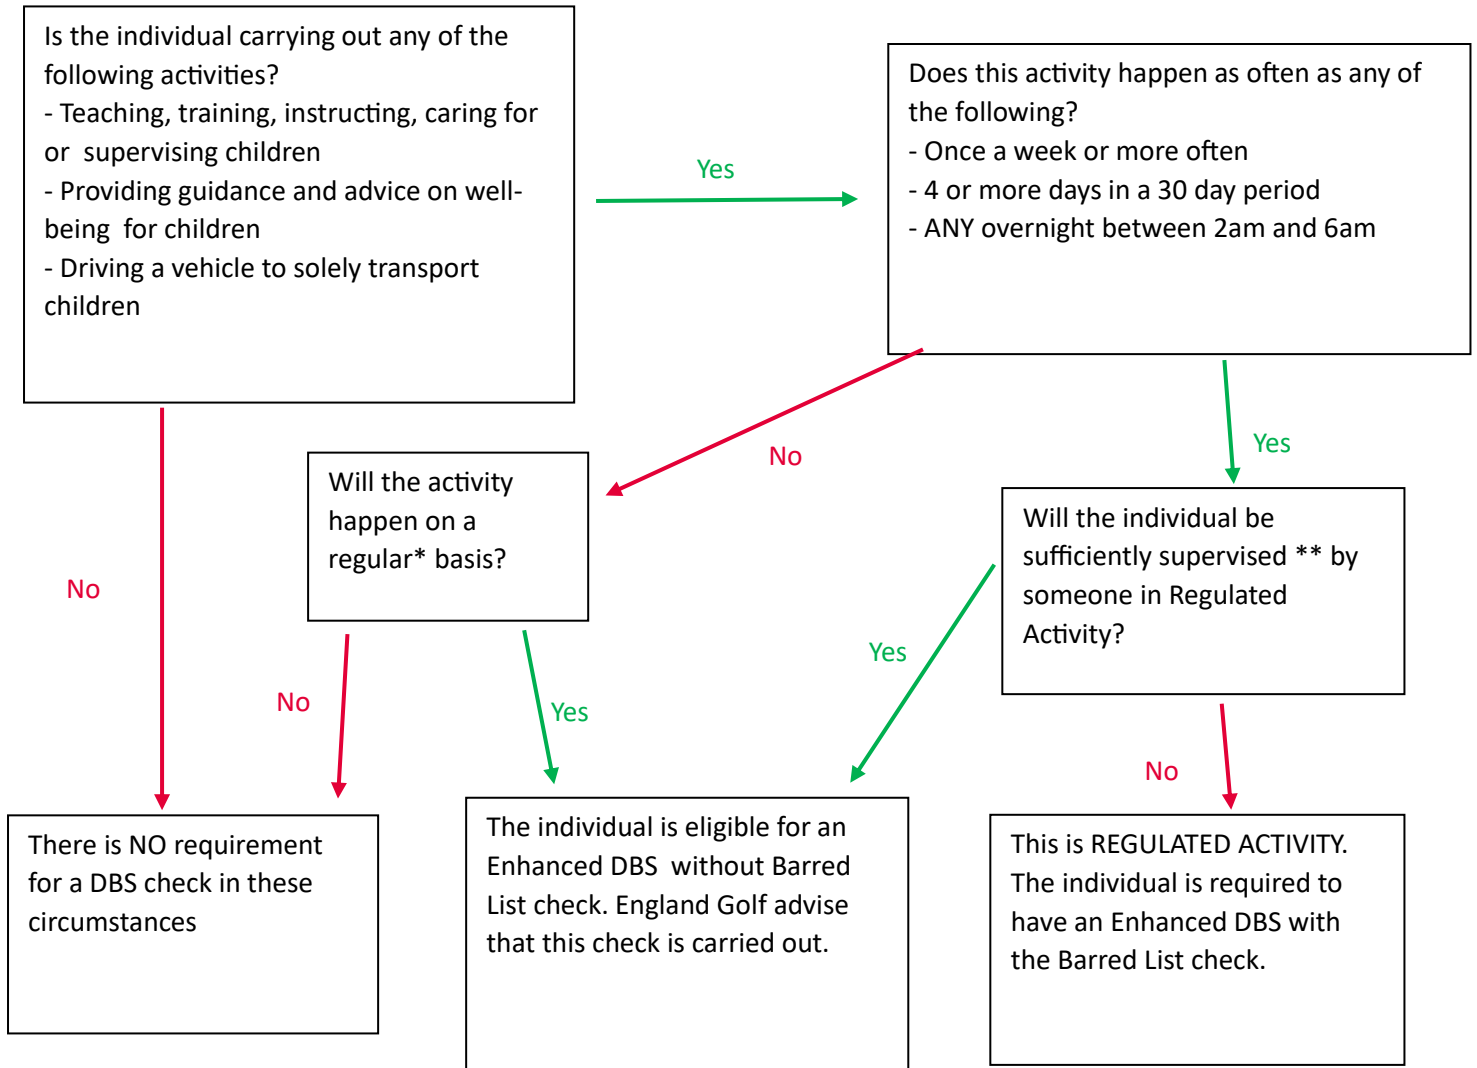 Is the individual carrying out any of the
following activities?
- Teaching, training, instructing, caring for
or  supervising children
- Providing guidance and advice on well-
being  for children
- Driving a vehicle to solely transport
children
Yes
Does this activity happen as often as any of
the following?
- Once a week or more often
- 4 or more days in a 30 day period
- ANY overnight between 2am and 6am
No
Yes
Will the activity
happen on a
regular* basis?
Will the individual be
sufficiently supervised ** by
someone in Regulated
Activity?
No
No
Yes
Yes
No
There is NO requirement
for a DBS check in these
circumstances
The individual is eligible for an
Enhanced DBS  without Barred
List check. England Golf advise
that this check is carried out.
This is REGULATED ACTIVITY.
The individual is required to
have an Enhanced DBS with
the Barred List check.